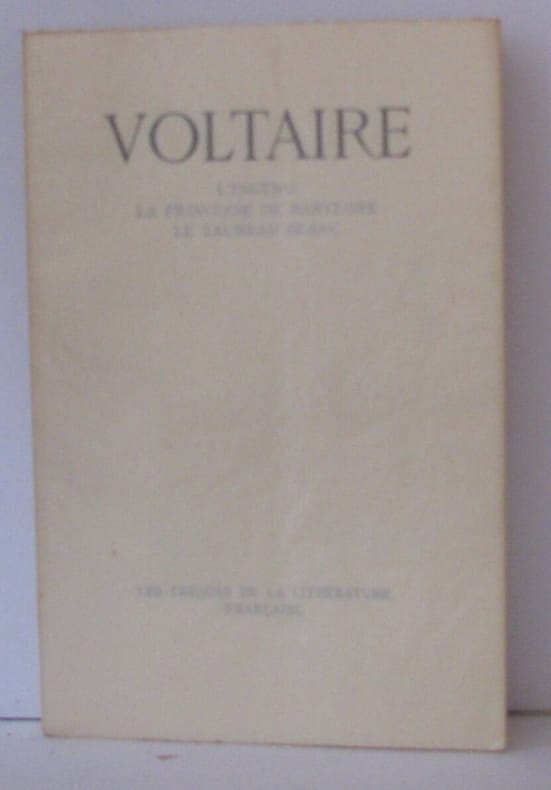 VOLTAIRE
L'INGÉNU
LA PRINCESSE DE BABYLONE
LE TAUREAU BLANC
LES TRÉSORS DE LA LITTÉRATURE
FRANÇAISE